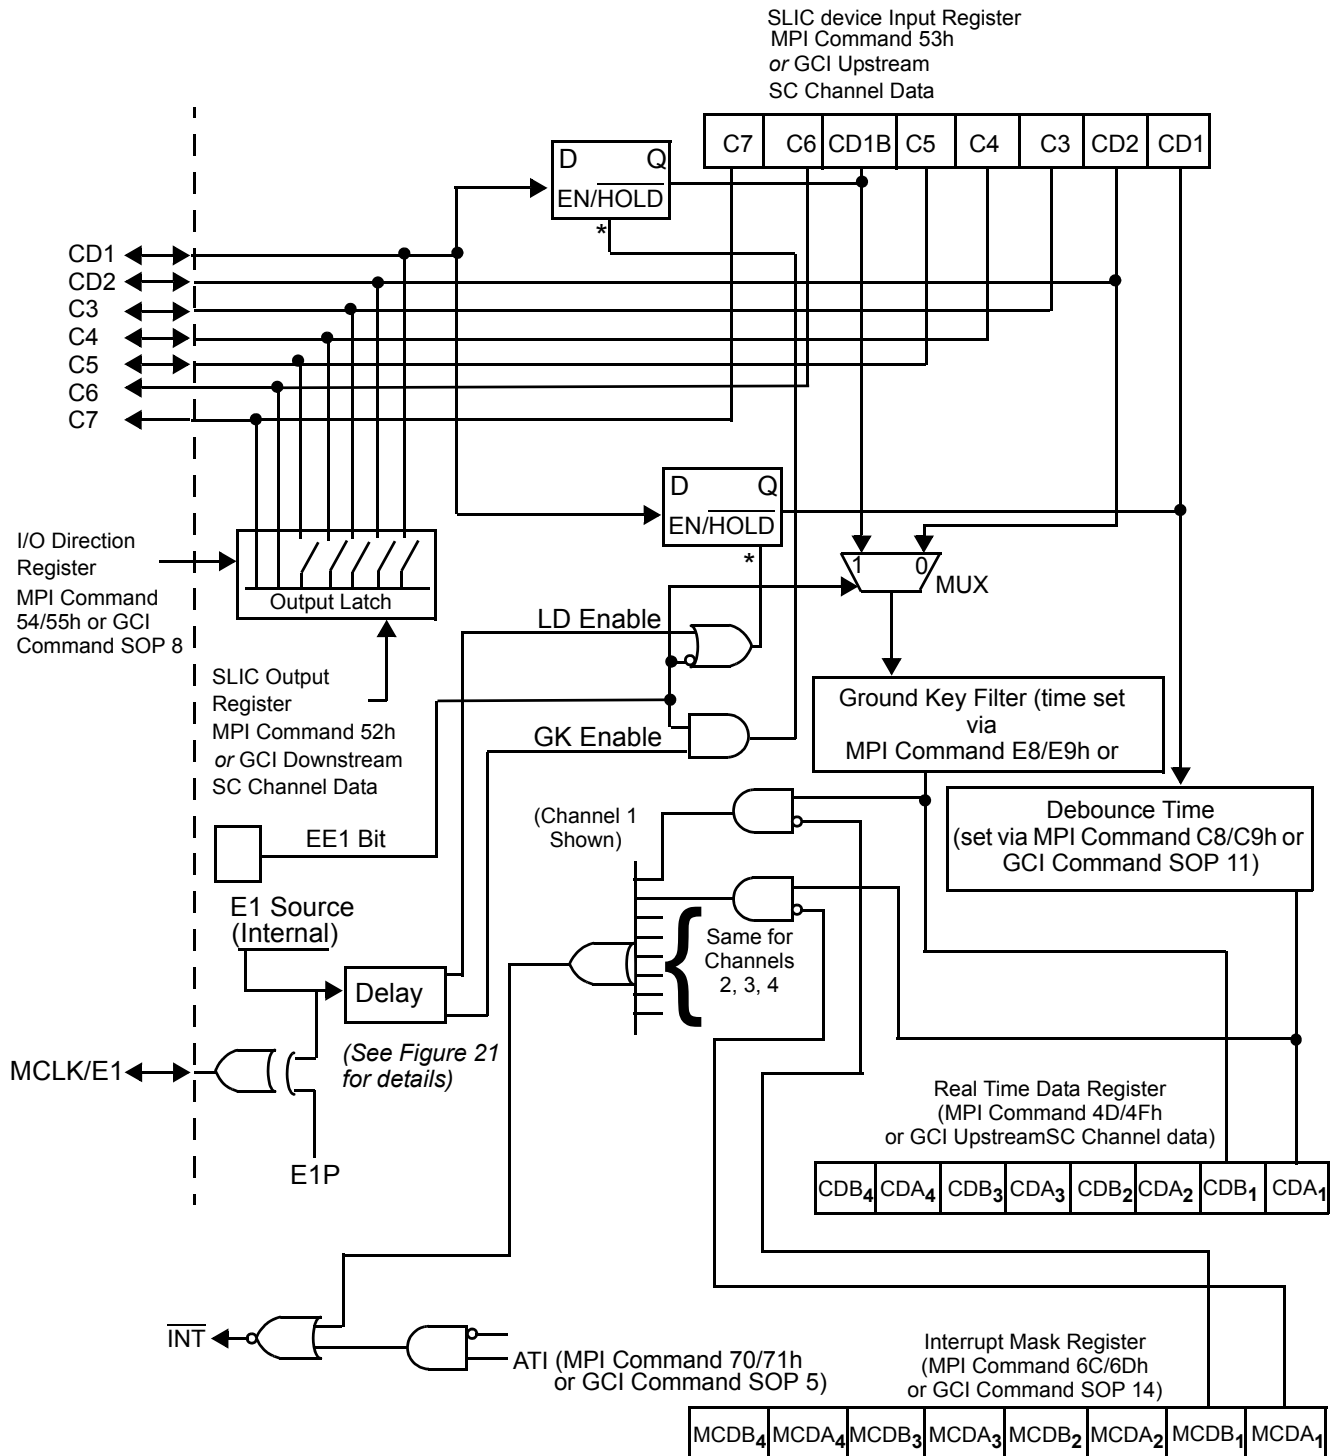 SLIC device Input Register
MPI Command 53h
or GCI Upstream
SC Channel Data
C7 C6 CD1B C5 C4 C3 CD2 CD1
D Q
EN/HOLD
*
CD1
CD2
C3
C4
C5
C6
C7
D Q
EN/HOLD
*
I/O Direction
Register
MPI Command
54/55h or GCI
Command SOP 8
Output Latch
1 0
MUX
LD Enable
SLIC Output
Register
MPI Command 52h
or GCI Downstream
SC Channel Data
GK Enable
Ground Key Filter (time set
via
MPI Command E8/E9h or
(Channel 1
Shown)
Debounce Time
(set via MPI Command C8/C9h or
GCI Command SOP 11)
EE1 Bit
E1 Source
(Internal)
Same for
Channels
2, 3, 4
Delay
(See Figure 21
for details)
MCLK/E1
E1P
Real Time Data Register
(MPI Command 4D/4Fh
or GCI UpstreamSC Channel data)
CDB4 CDA4 CDB3 CDA3 CDB2 CDA2 CDB1 CDA1
INT
ATI (MPI Command 70/71h
or GCI Command SOP 5)
Interrupt Mask Register
(MPI Command 6C/6Dh
or GCI Command SOP 14)
MCDB4 MCDA4 MCDB3 MCDA3 MCDB2 MCDA2 MCDB1 MCDA1